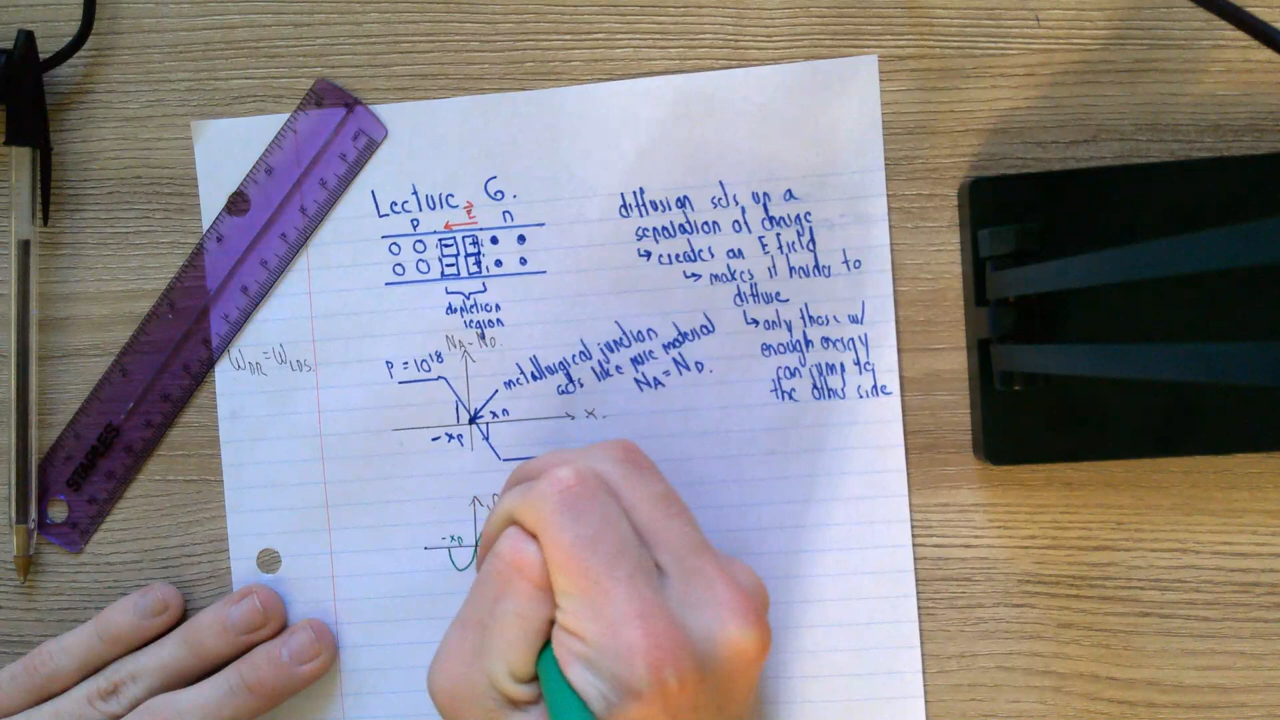 Lecture 6.
E
p n
depletion
region
diffusion sets up a
separation of charge
↳ creates an E field
↳ makes it harder to
diffuse
↳ only those w/
enough energy
can jump to
the other side
NA - ND.
P = 10^18
metallurgical junction
acts like pure material
NA = ND.
xn
x.
-xp
-xp
STAPLES